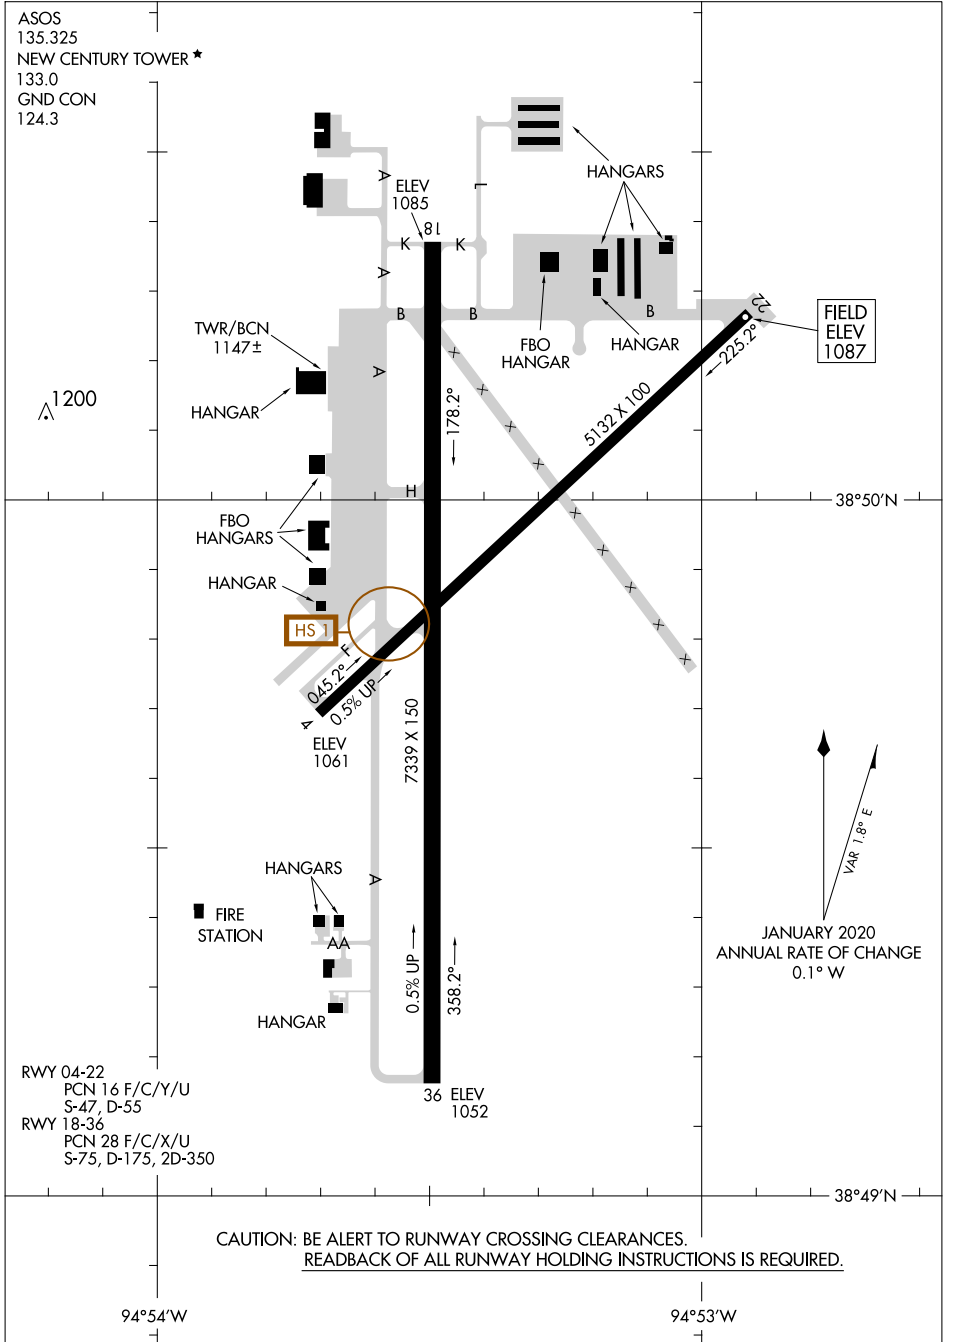 ASOS
135.325
NEW CENTURY TOWER ★
133.0
GND CON
124.3
HANGARS
ELEV
1085
18
A
L
K
K
A
B
B
B
22
FIELD
ELEV
1087
TWR/BCN
1147±
FBO
HANGAR
HANGAR
225.2°
A
HANGAR
1200
178.2°
5132 X 100
X
X
X
X
H
38°50'N
FBO
HANGARS
X
X
X
X
X
HANGAR
HS 1
F
045.2°
0.5% UP
4
ELEV
1061
7339 X 150
VAR 1.8° E
HANGARS
A
FIRE
STATION
AA
0.5% UP
358.2°
JANUARY 2020
ANNUAL RATE OF CHANGE
0.1° W
HANGAR
RWY 04-22
PCN 16 F/C/Y/U
S-47, D-55
RWY 18-36
PCN 28 F/C/X/U
S-75, D-175, 2D-350
36
ELEV
1052
38°49'N
CAUTION: BE ALERT TO RUNWAY CROSSING CLEARANCES.
READBACK OF ALL RUNWAY HOLDING INSTRUCTIONS IS REQUIRED.
94°54'W
94°53'W